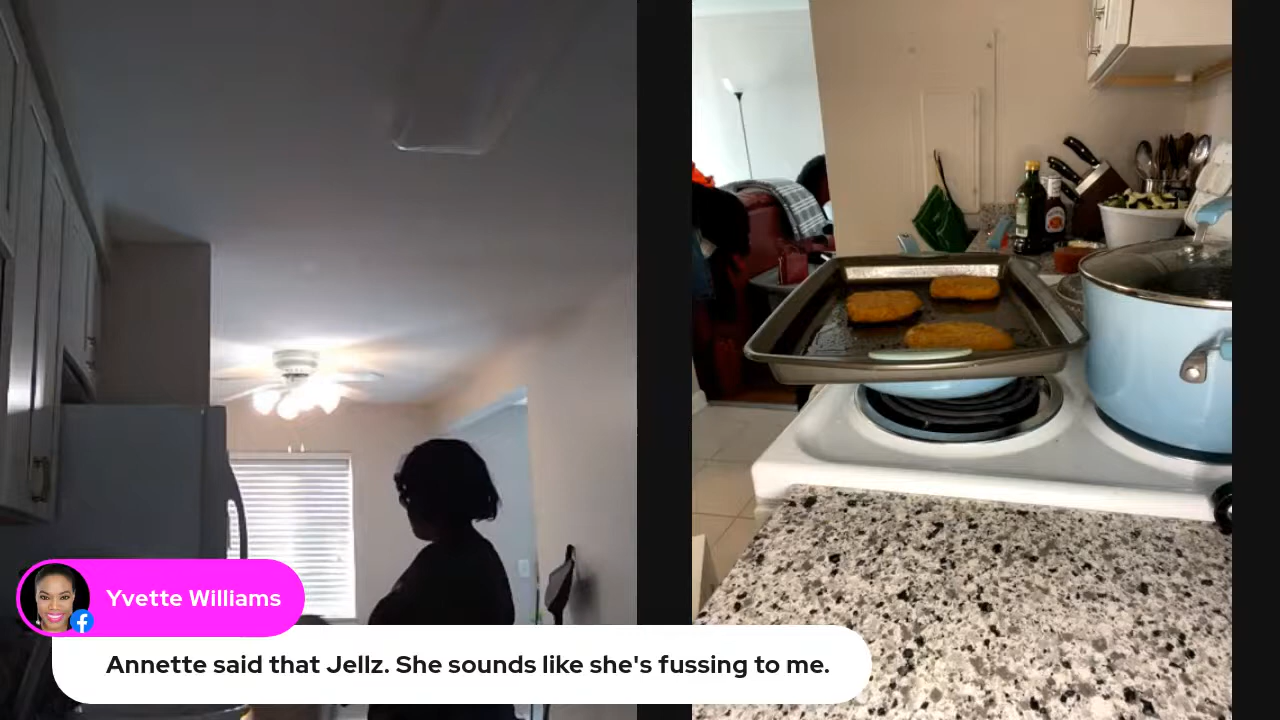 Yvette Williams
Annette said that Jellz. She sounds like she's fussing to me.